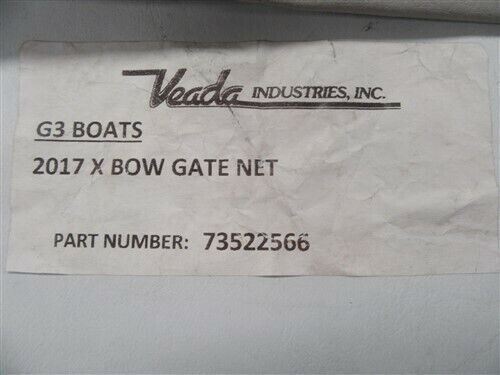 Veada INDUSTRIES, INC.
G3 BOATS
2017 X BOW GATE NET
PART NUMBER: 73522566